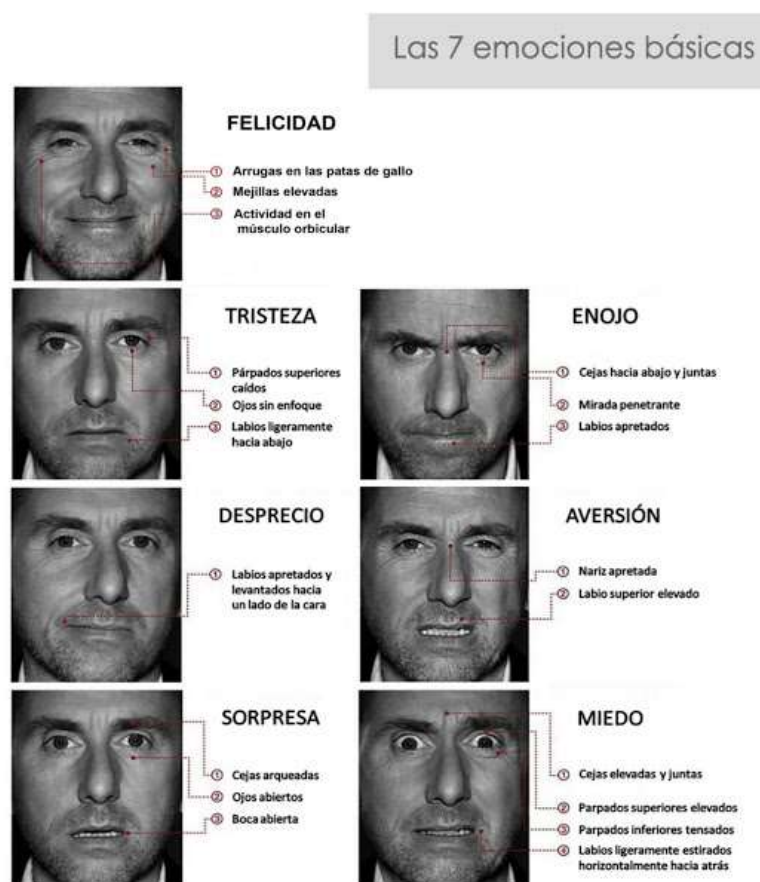 Las 7 emociones básicas
FELICIDAD
1 Arrugas en las patas de gallo
2 Mejillas elevadas
3 Actividad en el
músculo orbicular
TRISTEZA
1 Párpados superiores
caídos
2 Ojos sin enfoque
3 Labios ligeramente
hacia abajo
ENOJO
1 Cejas hacia abajo y juntas
2 Mirada penetrante
3 Labios apretados
DESPRECIO
1 Labios apretados y
levantados hacia
un lado de la cara
AVERSIÓN
1 Nariz apretada
2 Labio superior elevado
SORPRESA
1 Cejas arqueadas
2 Ojos abiertos
3 Boca abierta
MIEDO
1 Cejas elevadas y juntas
2 Parpados superiores elevados
3 Parpados inferiores tensados
4 Labios ligeramente estirados
horizontalmente hacia atrás